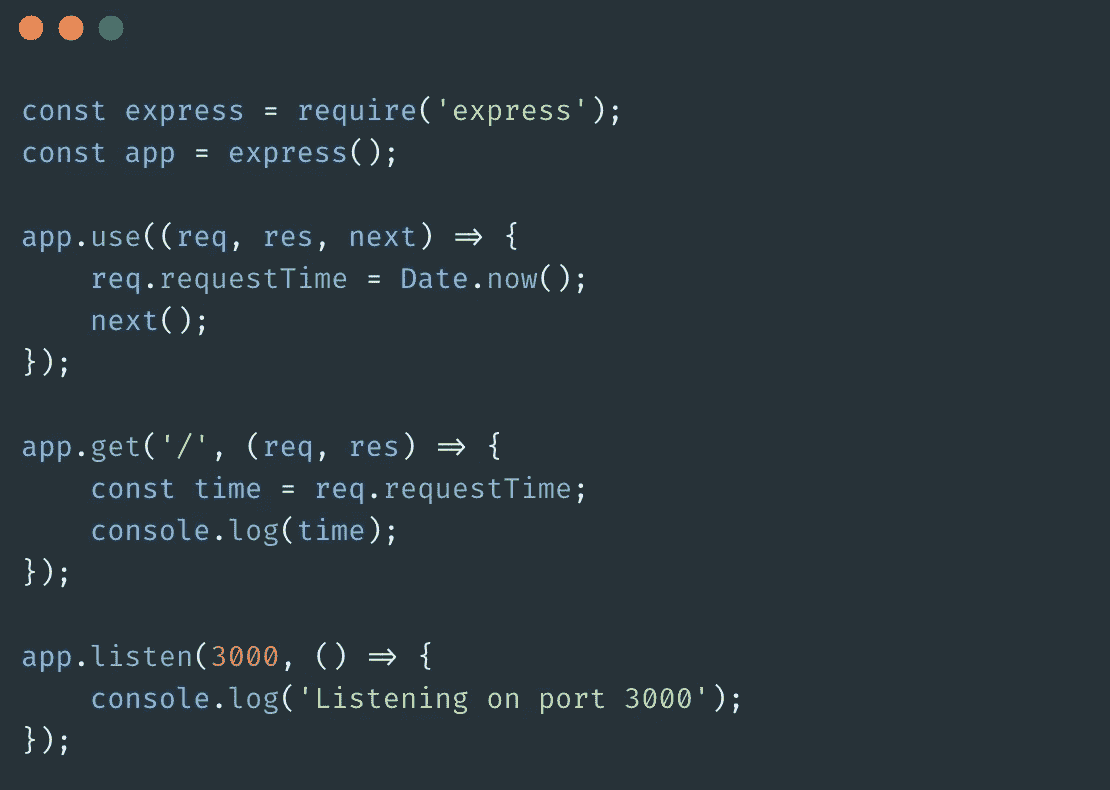 const express = require('express');
const app = express();

app.use((req, res, next) => {
    req.requestTime = Date.now();
    next();
});

app.get('/', (req, res) => {
    const time = req.requestTime;
    console.log(time);
});

app.listen(3000, () => {
    console.log('Listening on port 3000');
});